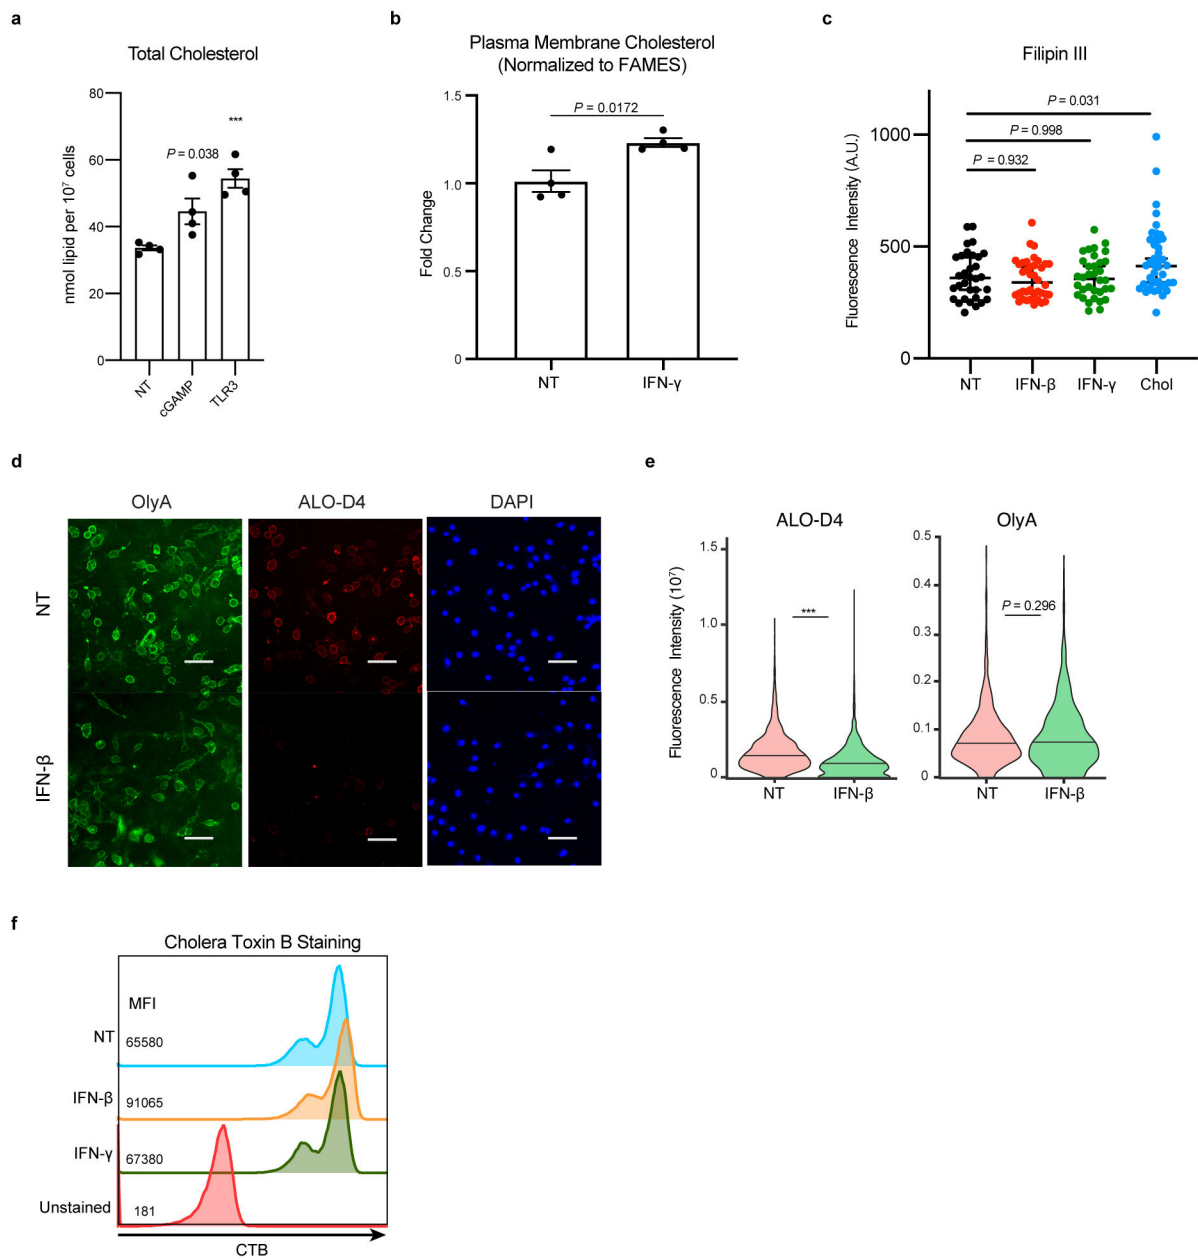 a
Total Cholesterol
nmol lipid per 10⁷ cells
80
60
40
20
0
P = 0.038
***
NT
cGAMP
TLR3
b
Plasma Membrane Cholesterol
(Normalized to FAMES)
Fold Change
1.5
1.0
0.5
0
P = 0.0172
NT
IFN-γ
c
Filipin III
Fluorescence Intensity (A.U.)
1000
500
0
P = 0.031
P = 0.998
P = 0.932
NT
IFN-β
IFN-γ
Chol
d
OlyA
ALO-D4
DAPI
NT
IFN-β
e
ALO-D4
Fluorescence Intensity (10⁷)
1.5
1.0
0.5
0
***
NT
IFN-β
OlyA
0.5
0.4
0.3
0.2
0.1
0
P = 0.296
NT
IFN-β
f
Cholera Toxin B Staining
MFI
NT
65580
IFN-β
91065
IFN-γ
67380
Unstained
181
CTB